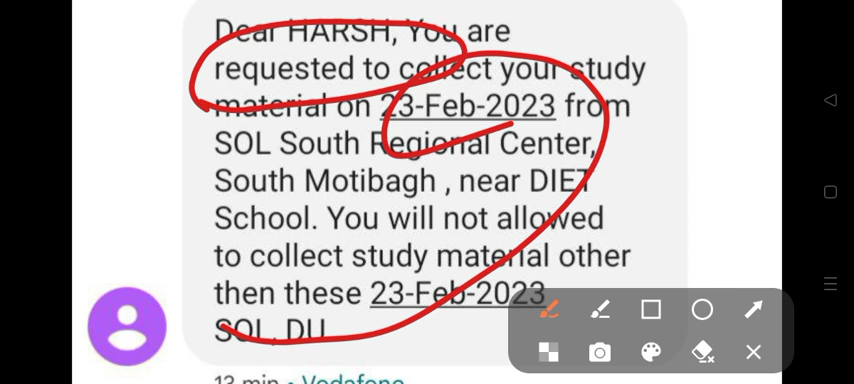 Dear HARSH, You are
requested to collect your study
material on 23-Feb-2023 from
SOL South Regional Center,
South Motibagh , near DIET
School. You will not allowed
to collect study material other
then these 23-Feb-2023
SOL, DU
13 min • Vodafone